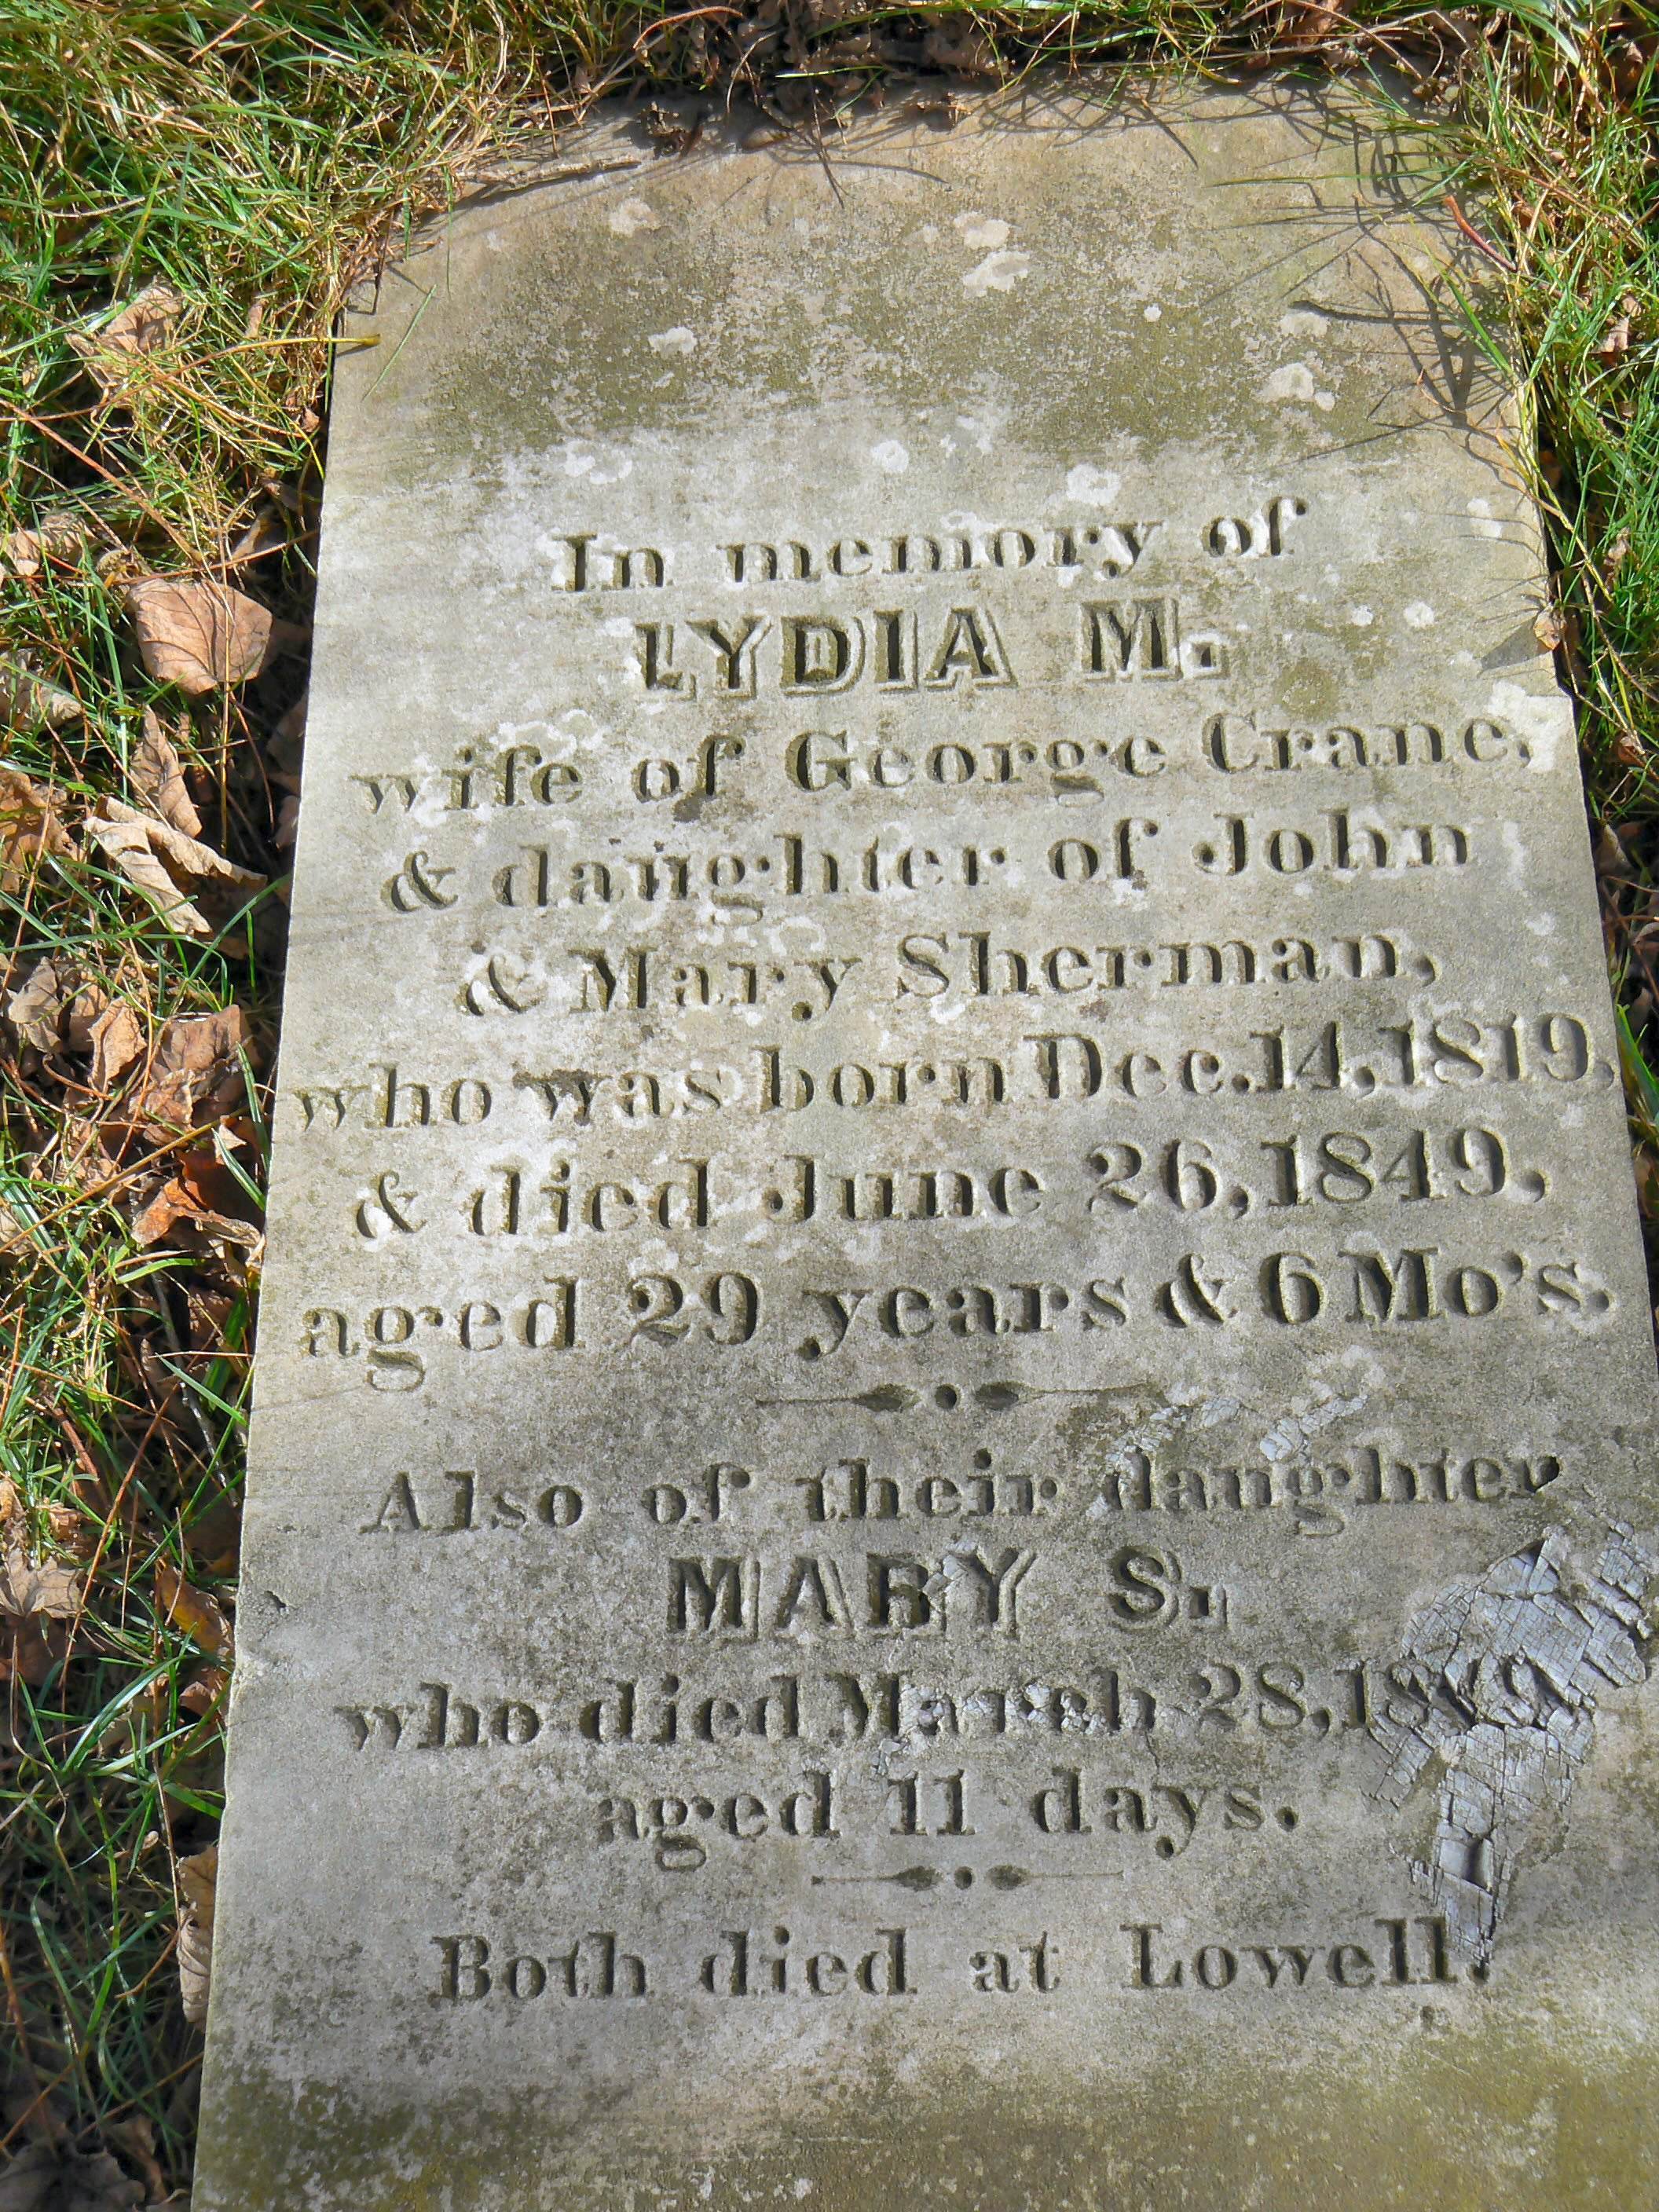 In memory of
LYDIA M.
wife of George Crane,
& daughter of John
& Mary Sherman,
who was born Dec. 14, 1819,
& died June 26, 1849,
aged 29 years & 6 Mo's.
Also of their daughter
MARY S.
who died March 28,
aged 11 days.
Both died at Lowell.